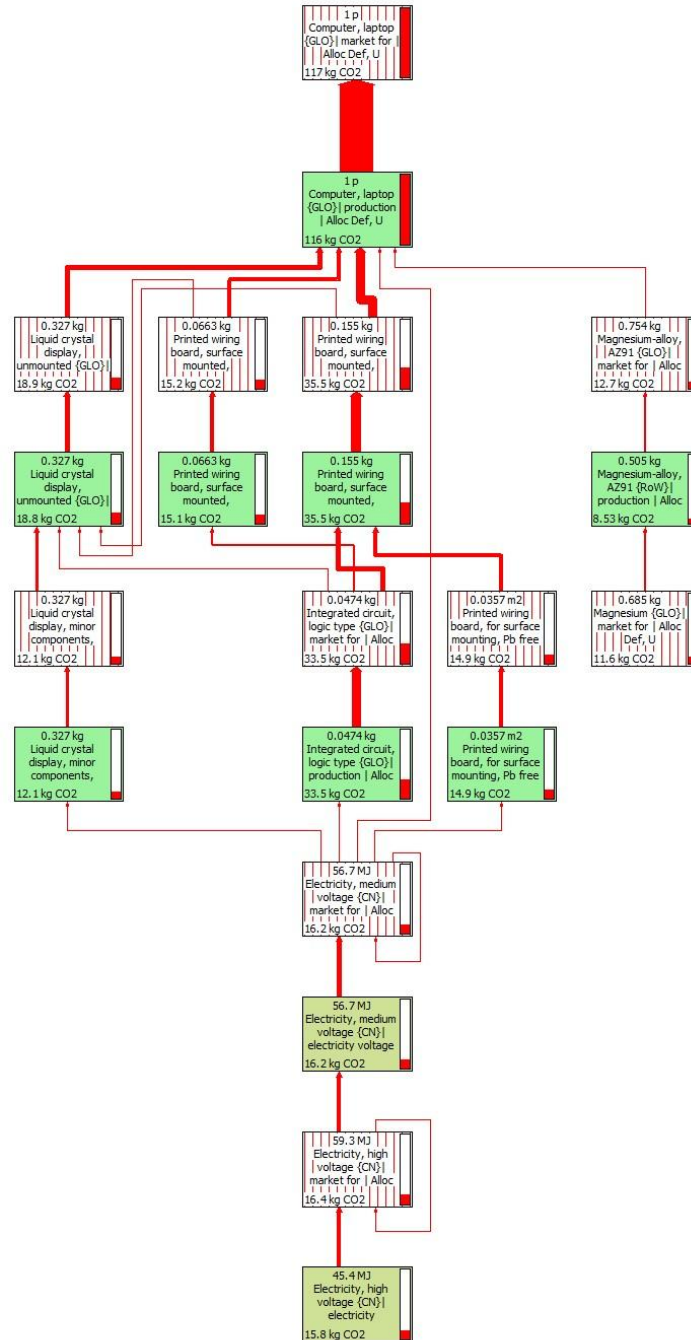 1 p
Computer, laptop
{GLO}| market for |
Alloc Def, U
117 kg CO2
1 p
Computer, laptop
{GLO}| production
| Alloc Def, U
116 kg CO2
0.327 kg
Liquid crystal
display,
unmounted {GLO}|
18.9 kg CO2
0.0663 kg
Printed wiring
board, surface
mounted,
15.2 kg CO2
0.155 kg
Printed wiring
board, surface
mounted,
35.5 kg CO2
0.754 kg
Magnesium-alloy,
AZ91 {GLO}|
market for | Alloc
12.7 kg CO2
0.327 kg
Liquid crystal
display,
unmounted {GLO}|
18.8 kg CO2
0.0663 kg
Printed wiring
board, surface
mounted,
15.1 kg CO2
0.155 kg
Printed wiring
board, surface
mounted,
35.5 kg CO2
0.505 kg
Magnesium-alloy,
AZ91 {RoW}|
production | Alloc
8.53 kg CO2
0.327 kg
Liquid crystal
display, minor
components,
12.1 kg CO2
0.0474 kg
Integrated circuit,
logic type {GLO}|
market for | Alloc
33.5 kg CO2
0.0357 m2
Printed wiring
board, for surface
mounting, Pb free
14.9 kg CO2
0.685 kg
Magnesium {GLO}|
market for | Alloc
Def, U
11.6 kg CO2
0.327 kg
Liquid crystal
display, minor
components,
12.1 kg CO2
0.0474 kg
Integrated circuit,
logic type {GLO}|
production | Alloc
33.5 kg CO2
0.0357 m2
Printed wiring
board, for surface
mounting, Pb free
14.9 kg CO2
56.7 MJ
Electricity, medium
voltage {CN}|
market for | Alloc
16.2 kg CO2
56.7 MJ
Electricity, medium
voltage {CN}|
electricity voltage
16.2 kg CO2
59.3 MJ
Electricity, high
voltage {CN}|
market for | Alloc
16.4 kg CO2
45.4 MJ
Electricity, high
voltage {CN}|
electricity
15.8 kg CO2